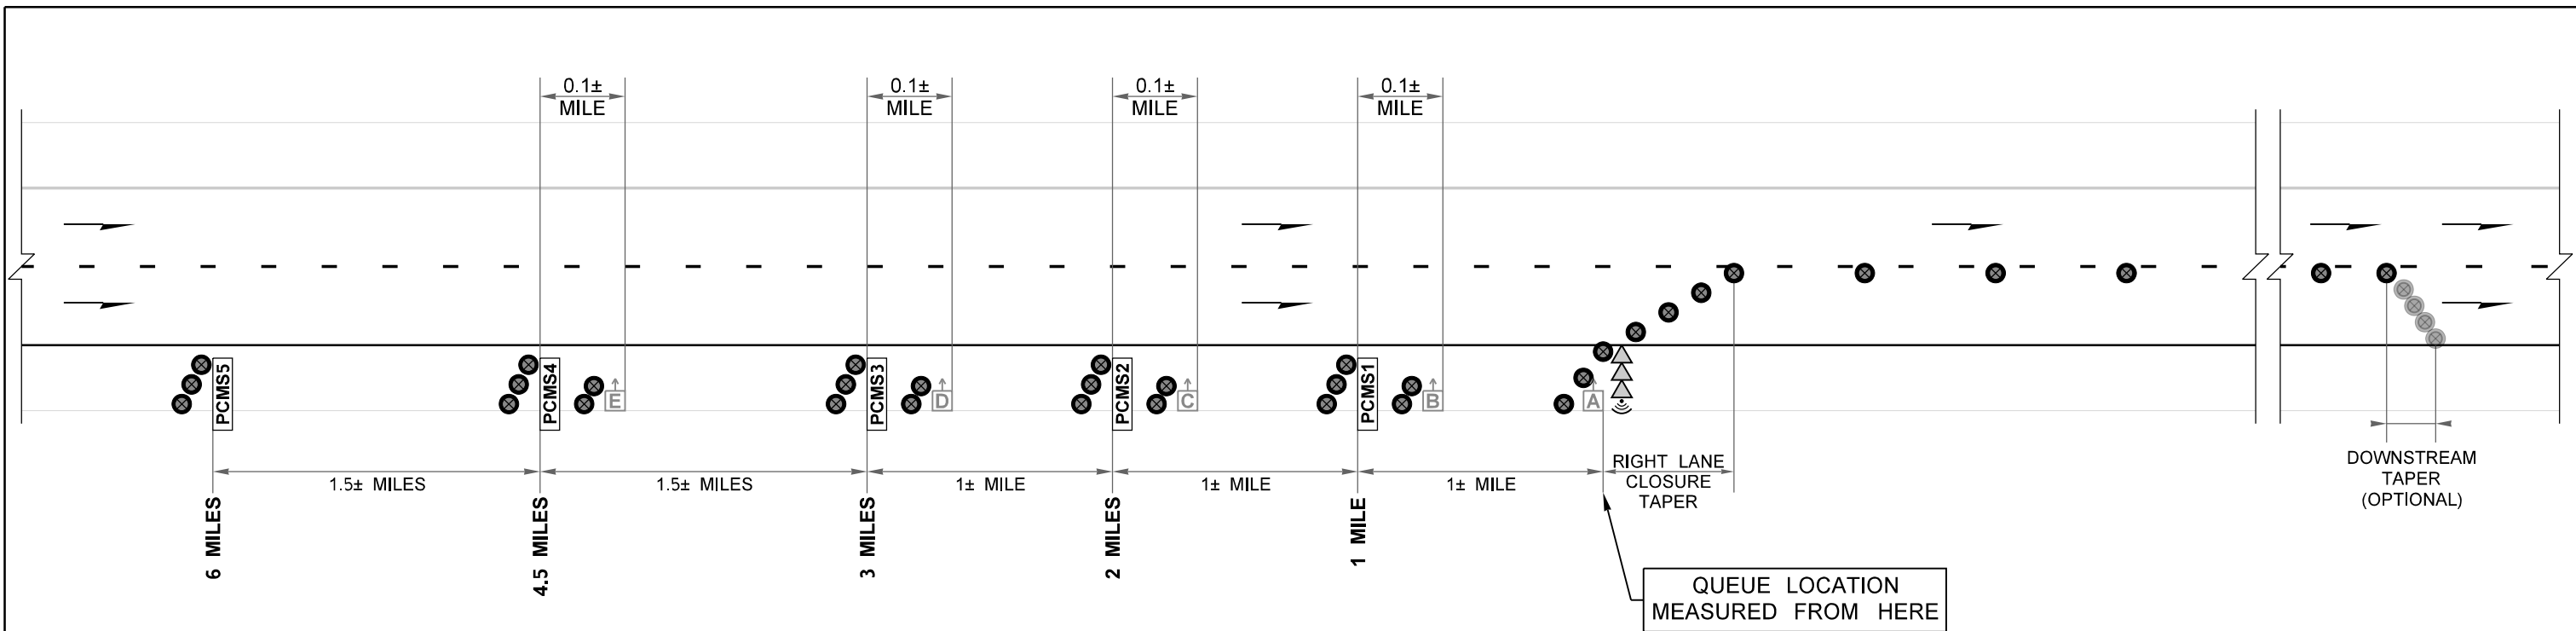 0.1±
MILE
0.1±
MILE
0.1±
MILE
0.1±
MILE
PCMS5
PCMS4
E
PCMS3
D
PCMS2
C
PCMS1
B
A
1.5± MILES
1.5± MILES
1± MILE
1± MILE
1± MILE
RIGHT LANE
CLOSURE
TAPER
DOWNSTREAM
TAPER
(OPTIONAL)
6 MILES
4.5 MILES
3 MILES
2 MILES
1 MILE
QUEUE LOCATION
MEASURED FROM HERE